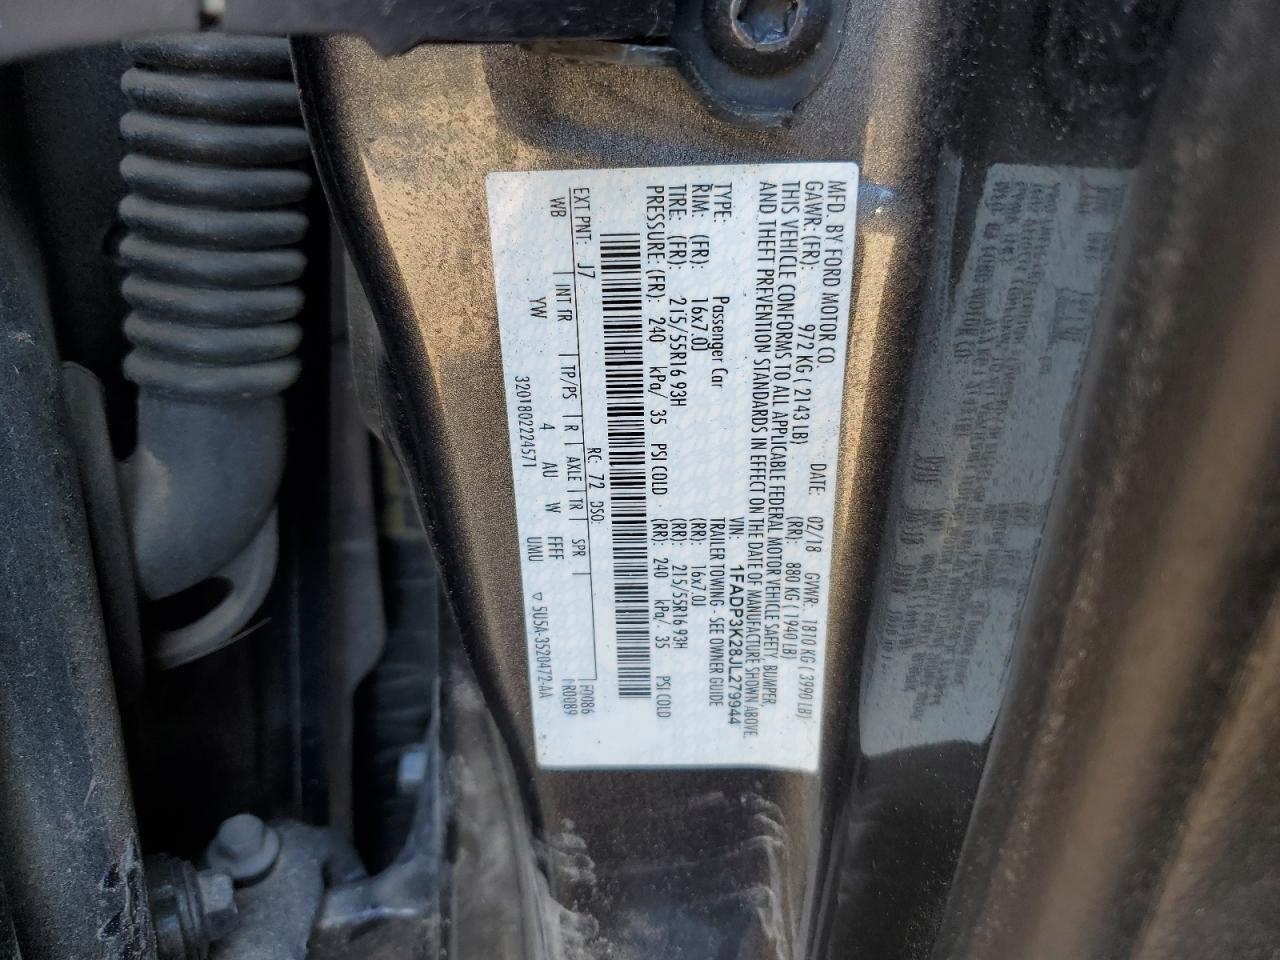 MFD. BY FORD MOTOR CO.
DATE: 02/18 GVWR: 1810 KG ( 3990 LB)
GAWR: (FR): 972 KG ( 2143 LB) (RR): 880 KG ( 1940 LB)
THIS VEHICLE CONFORMS TO ALL APPLICABLE FEDERAL MOTOR VEHICLE SAFETY, BUMPER,
AND THEFT PREVENTION STANDARDS IN EFFECT ON THE DATE OF MANUFACTURE SHOWN ABOVE.
VIN: 1FADP3K28JL279944
TYPE: Passenger Car TRAILER TOWING - SEE OWNER GUIDE
RIM: (FR): 16x7.0J (RR): 16x7.0J
TIRE: (FR): 215/55R16 93H (RR): 215/55R16 93H
PRESSURE: (FR): 240 kPa/ 35 PSI COLD (RR): 240 kPa/ 35 PSI COLD
RC: 72 DSO: F0086
EXT PNT: J7 INT TR TP/PS R AXLE TR SPR R0089
WB YW 4 AU W FFFF
UMU
3201802224571 5U5A-3520472-AA